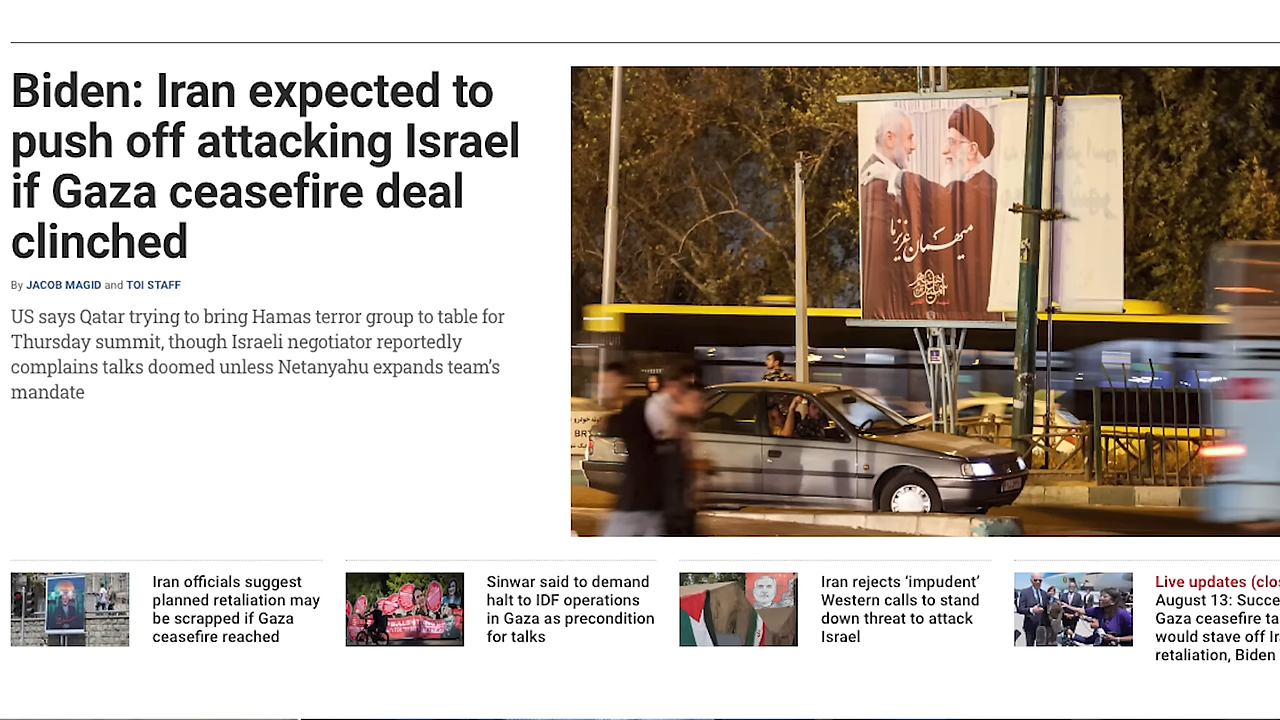 Biden: Iran expected to
push off attacking Israel
if Gaza ceasefire deal
clinched
By JACOB MAGID and TOI STAFF
US says Qatar trying to bring Hamas terror group to table for
Thursday summit, though Israeli negotiator reportedly
complains talks doomed unless Netanyahu expands team’s
mandate
میهمان عزیز ما
Iran officials suggest
planned retaliation may
be scrapped if Gaza
ceasefire reached
Sinwar said to demand
halt to IDF operations
in Gaza as precondition
for talks
Iran rejects ‘impudent’
Western calls to stand
down threat to attack
Israel
Live updates (clos
August 13: Succe
Gaza ceasefire ta
would stave off Ir
retaliation, Biden